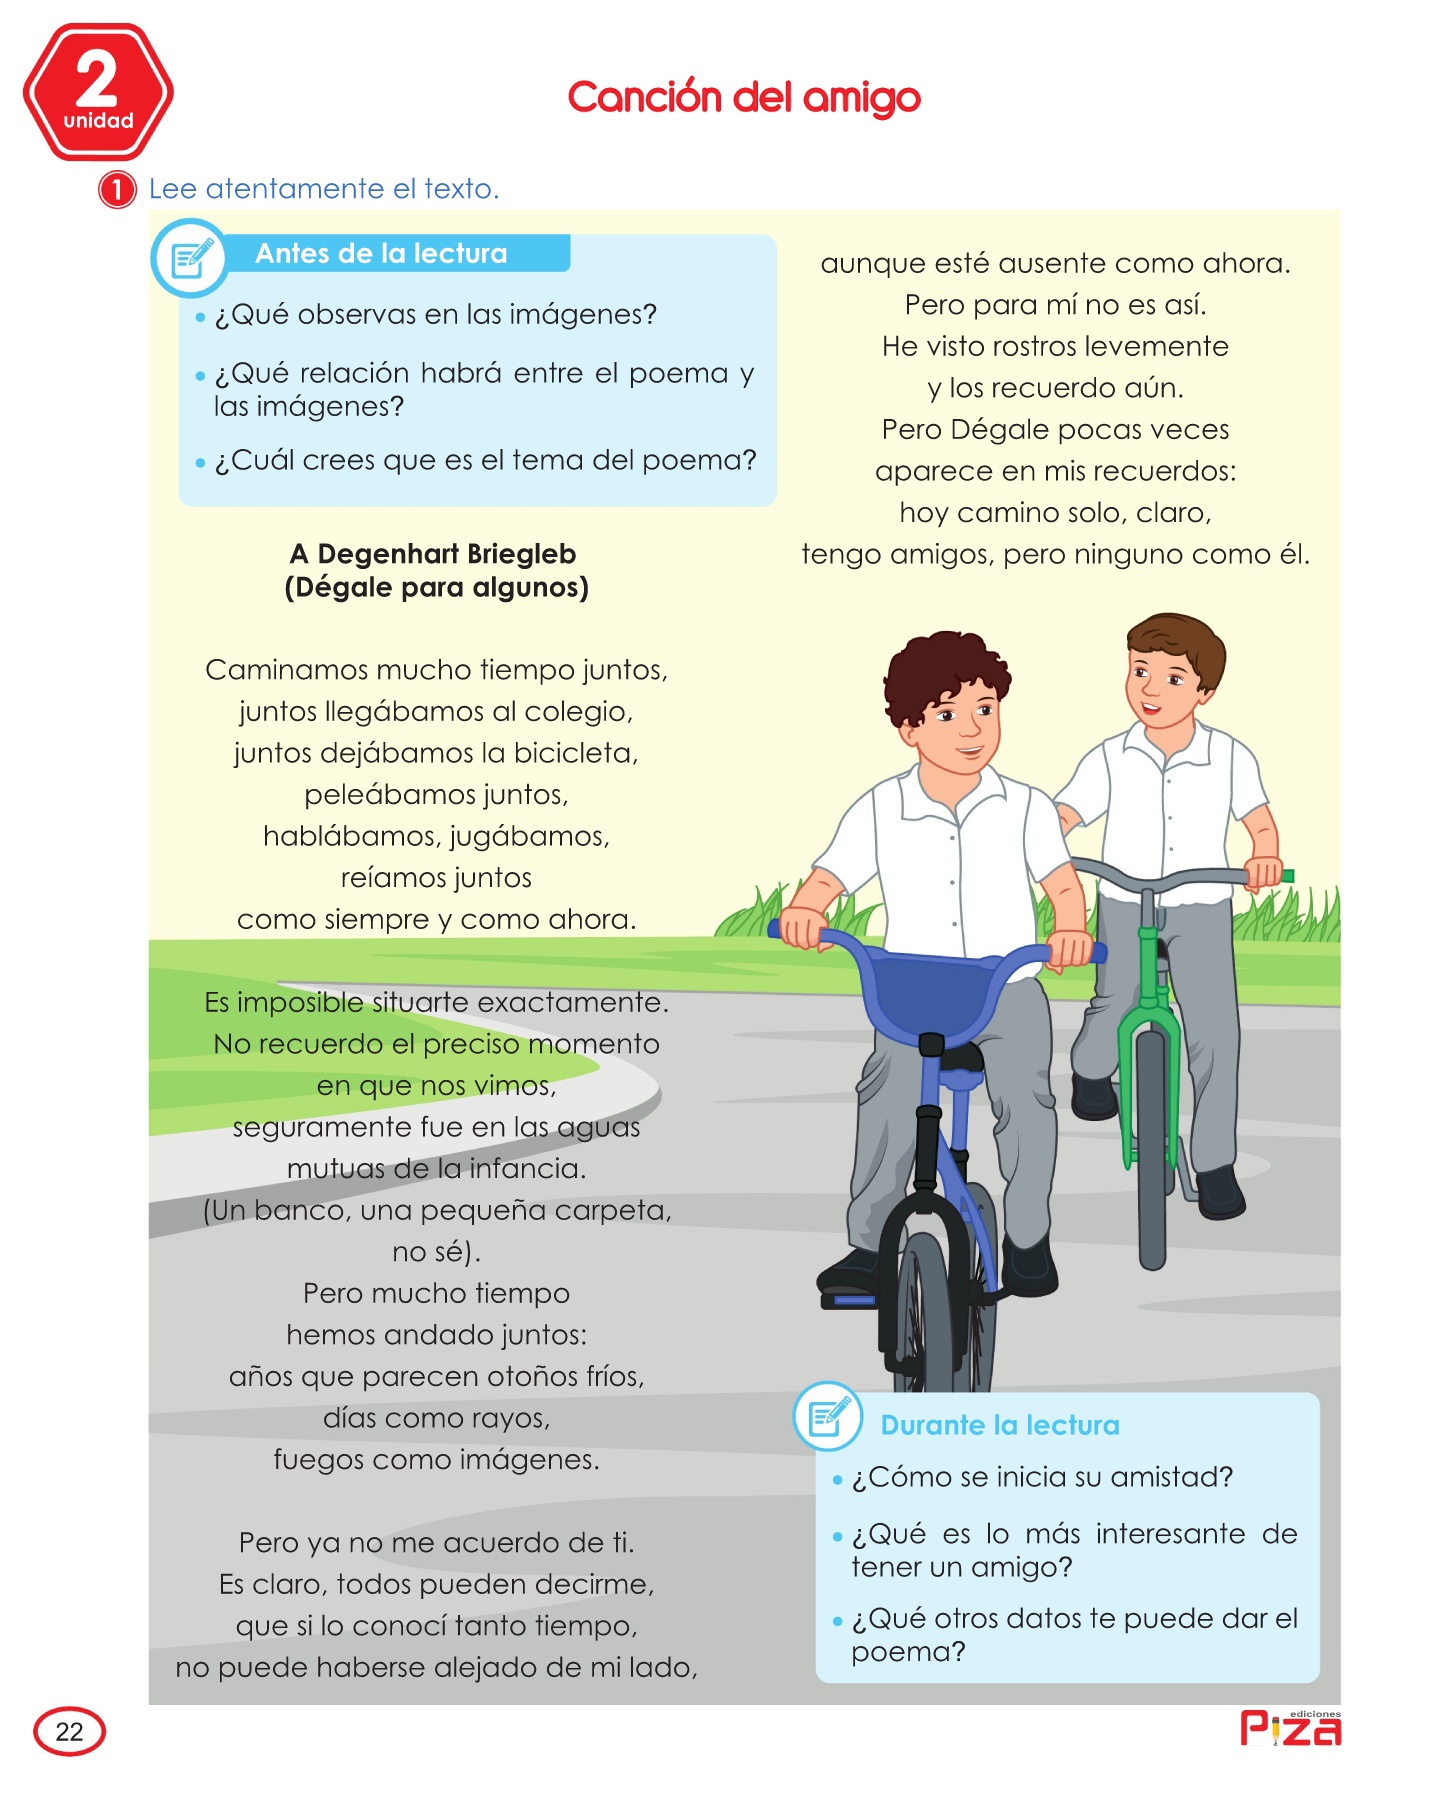 2
unidad
Canción del amigo
1 Lee atentamente el texto.
Antes de la lectura
• ¿Qué observas en las imágenes?
• ¿Qué relación habrá entre el poema y
las imágenes?
• ¿Cuál crees que es el tema del poema?
A Degenhart Briegleb
(Dégale para algunos)
Caminamos mucho tiempo juntos,
juntos llegábamos al colegio,
juntos dejábamos la bicicleta,
peleábamos juntos,
hablábamos, jugábamos,
reíamos juntos
como siempre y como ahora.
Es imposible situarte exactamente.
No recuerdo el preciso momento
en que nos vimos,
seguramente fue en las aguas
mutuas de la infancia.
(Un banco, una pequeña carpeta,
no sé).
Pero mucho tiempo
hemos andado juntos:
años que parecen otoños fríos,
días como rayos,
fuegos como imágenes.
Pero ya no me acuerdo de ti.
Es claro, todos pueden decirme,
que si lo conocí tanto tiempo,
no puede haberse alejado de mi lado,
aunque esté ausente como ahora.
Pero para mí no es así.
He visto rostros levemente
y los recuerdo aún.
Pero Dégale pocas veces
aparece en mis recuerdos:
hoy camino solo, claro,
tengo amigos, pero ninguno como él.
Durante la lectura
• ¿Cómo se inicia su amistad?
• ¿Qué es lo más interesante de
tener un amigo?
• ¿Qué otros datos te puede dar el
poema?
22
ediciones
Piza